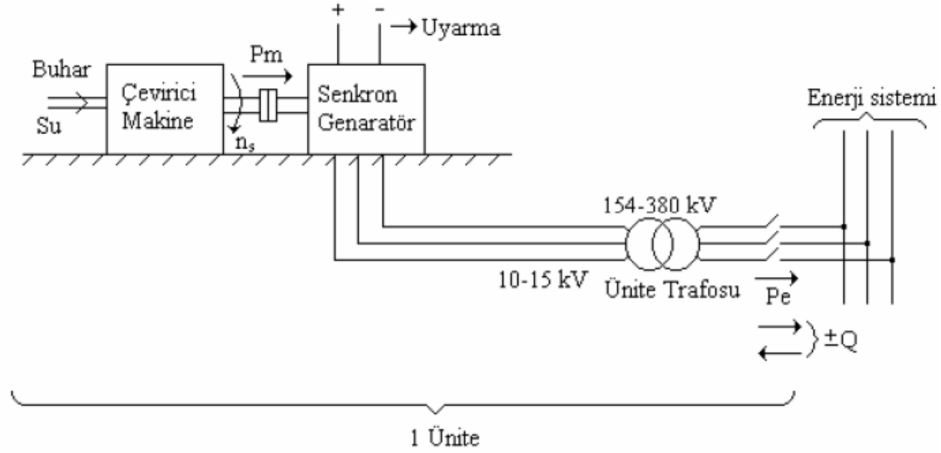 + -
Uyarma
Pm
Buhar
Su
Çevirici
Makine
n_s
Senkron
Genaratör
Enerji sistemi
154-380 kV
10-15 kV
Ünite Trafosu
Pe
±Q
1 Ünite